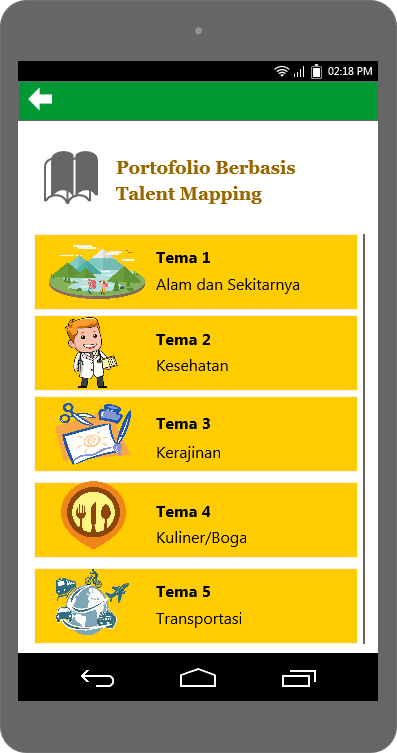 02:18 PM
Portofolio Berbasis
Talent Mapping
Tema 1
Alam dan Sekitarnya
Tema 2
Kesehatan
Tema 3
Kerajinan
Tema 4
Kuliner/Boga
Tema 5
Transportasi